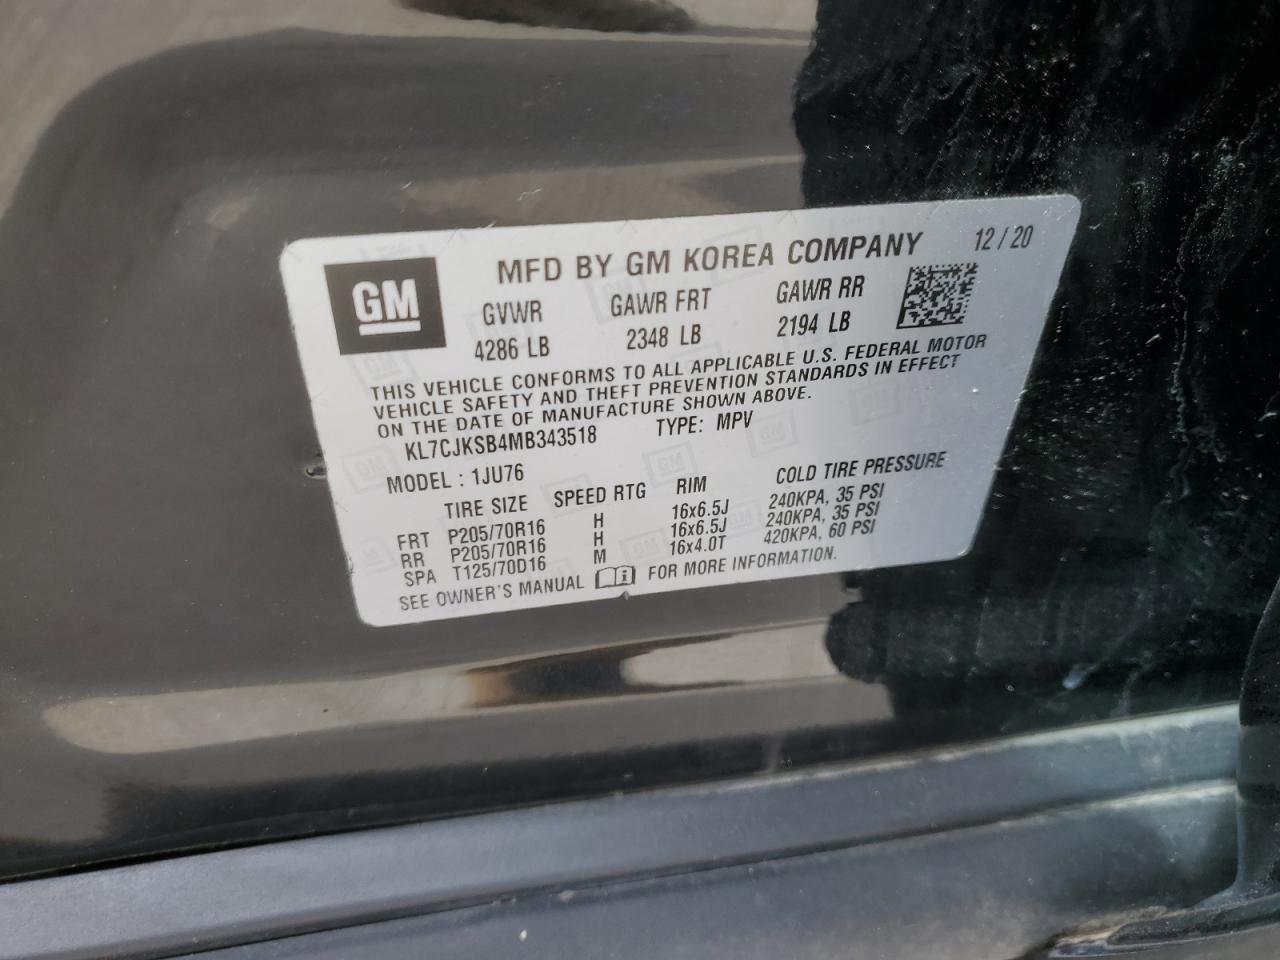 GM
MFD BY GM KOREA COMPANY 12 / 20
GVWR GAWR FRT GAWR RR
4286 LB 2348 LB 2194 LB
THIS VEHICLE CONFORMS TO ALL APPLICABLE U.S. FEDERAL MOTOR
VEHICLE SAFETY AND THEFT PREVENTION STANDARDS IN EFFECT
ON THE DATE OF MANUFACTURE SHOWN ABOVE.
KL7CJKSB4MB343518 TYPE: MPV
MODEL : 1JU76
TIRE SIZE SPEED RTG RIM COLD TIRE PRESSURE
FRT P205/70R16 H 16x6.5J 240KPA, 35 PSI
RR P205/70R16 H 16x6.5J 240KPA, 35 PSI
SPA T125/70D16 M 16x4.0T 420KPA, 60 PSI
SEE OWNER'S MANUAL FOR MORE INFORMATION.